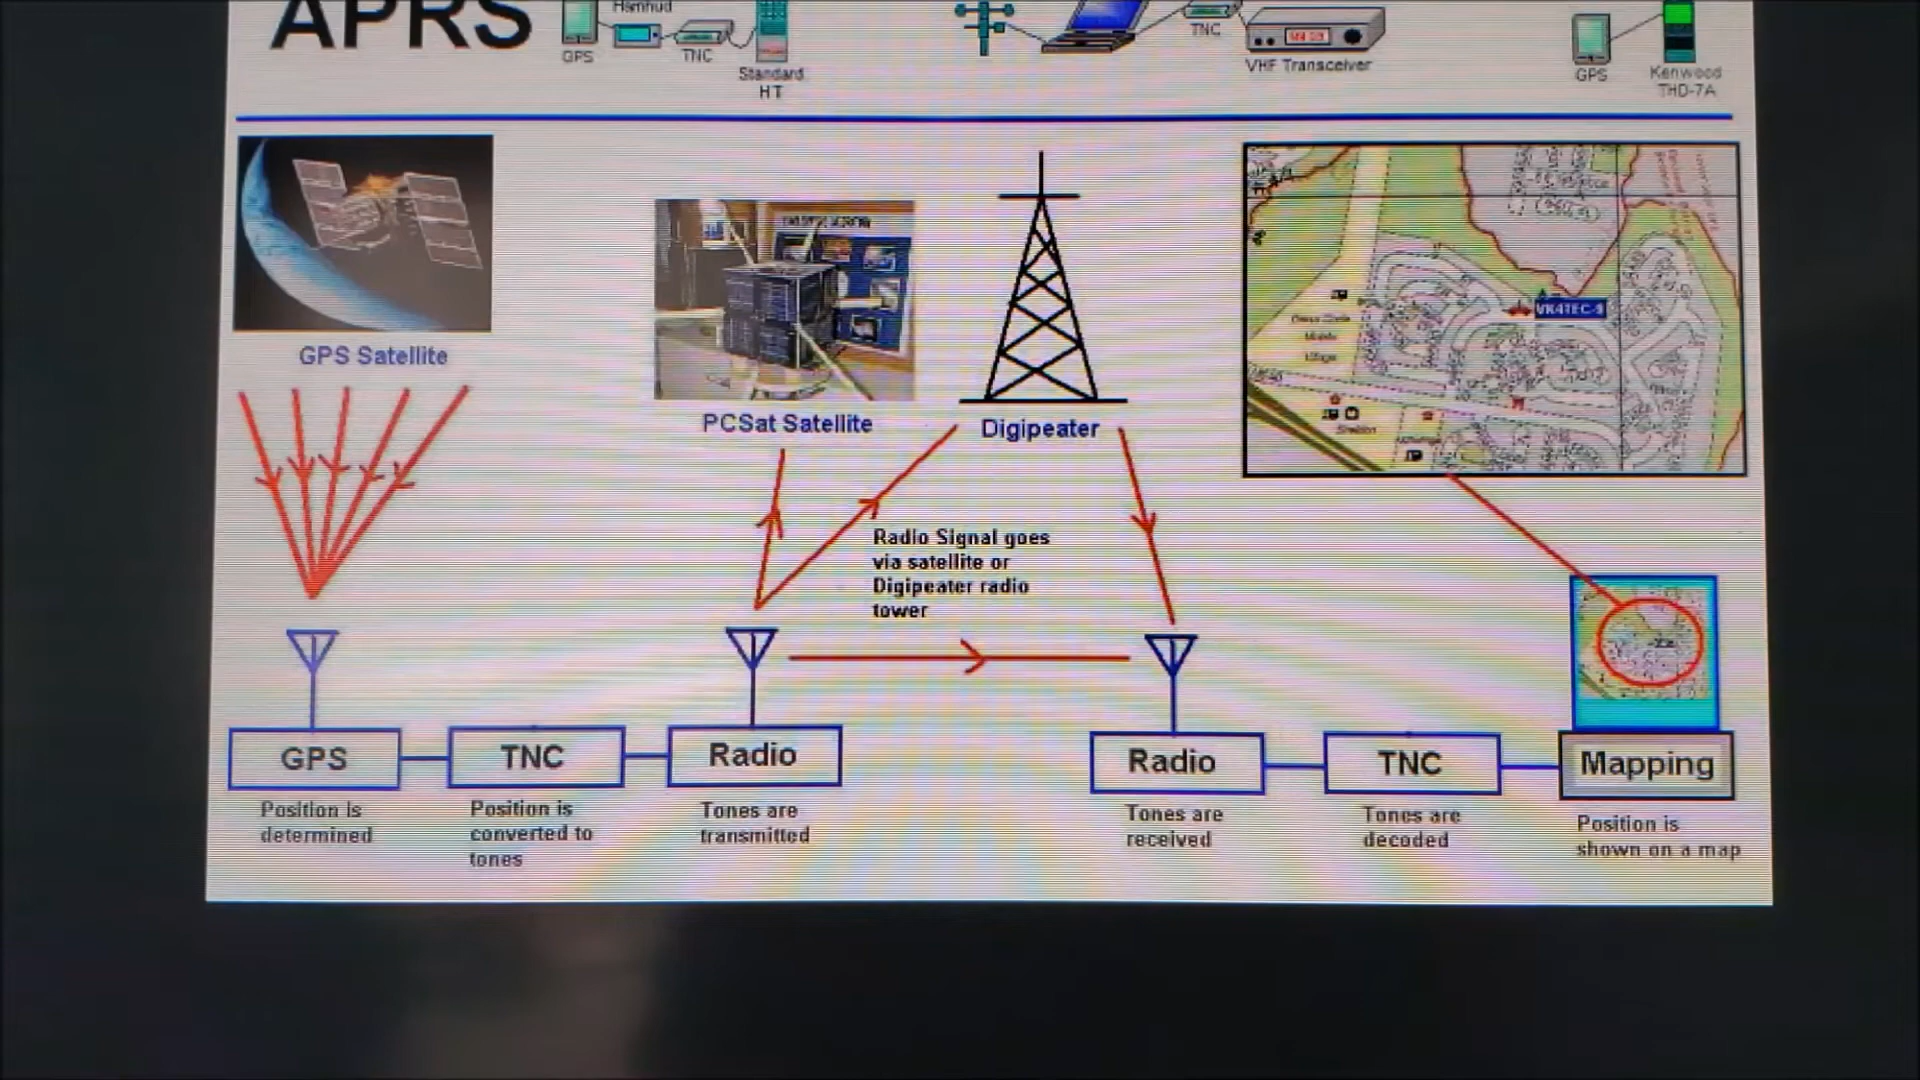 APRS
Hamhud
GPS
TNC
Standard
HT
TNC
VHF Transceiver
GPS
Kenwood
THD-7A
GPS Satellite
PCSat Satellite
Digipeater
VK4TEC-9
Radio Signal goes
via satellite or
Digipeater radio
tower
GPS
TNC
Radio
Radio
TNC
Mapping
Position is
determined
Position is
converted to
tones
Tones are
transmitted
Tones are
received
Tones are
decoded
Position is
shown on a map